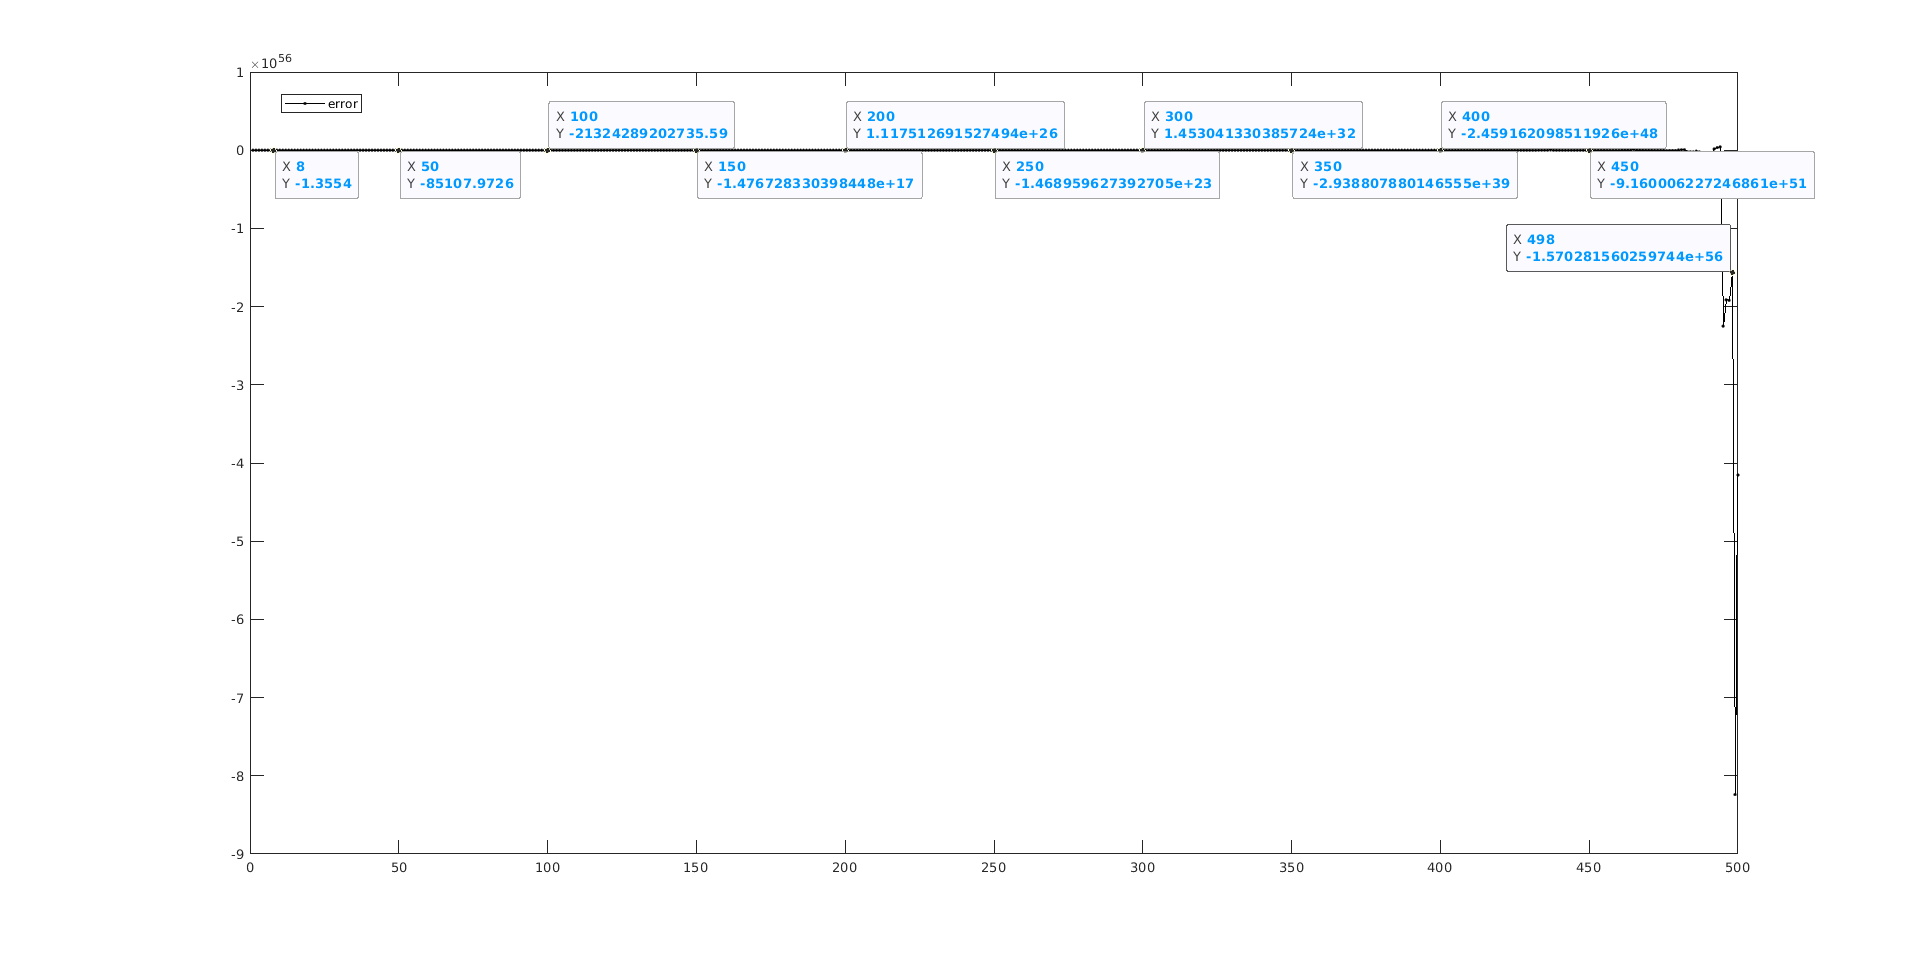 ×10^56
1
error
X 100
Y -21324289202735.59
X 200
Y 1.117512691527494e+26
X 300
Y 1.453041330385724e+32
X 400
Y -2.459162098511926e+48
0
X 8
Y -1.3554
X 50
Y -85107.9726
X 150
Y -1.476728330398448e+17
X 250
Y -1.468959627392705e+23
X 350
Y -2.938807880146555e+39
X 450
Y -9.160006227246861e+51
-1
X 498
Y -1.570281560259744e+56
-2
-3
-4
-5
-6
-7
-8
-9
0 50 100 150 200 250 300 350 400 450 500